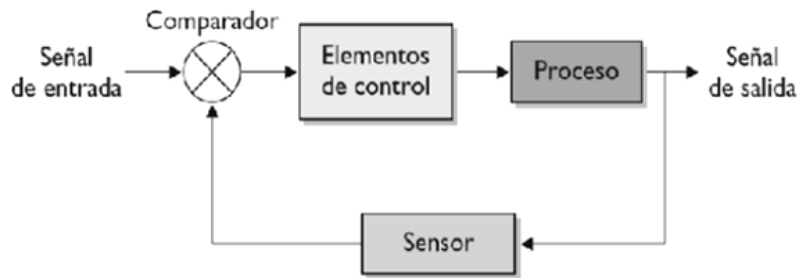 Comparador
Señal
de entrada
Elementos
de control
Proceso
Señal
de salida
Sensor